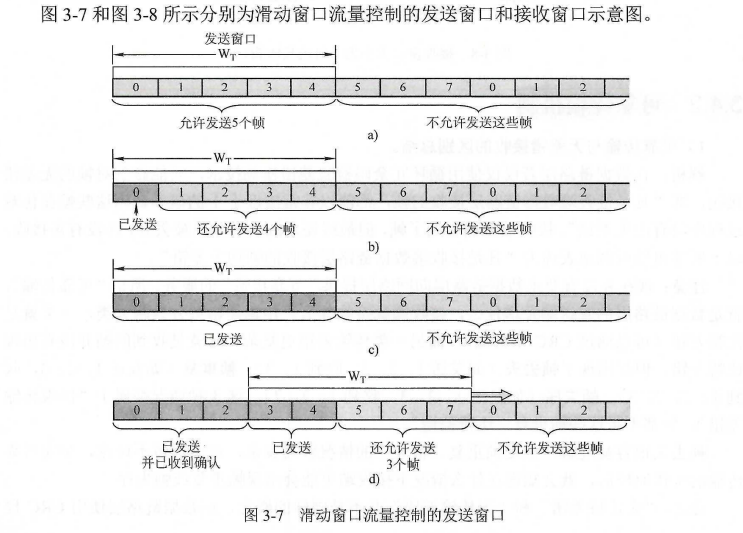 图 3-7 和图 3-8 所示分别为滑动窗口流量控制的发送窗口和接收窗口示意图。
发送窗口
W_T
0 1 2 3 4 5 6 7 0 1 2
允许发送5个帧 不允许发送这些帧
a)
W_T
0 1 2 3 4 5 6 7 0 1 2
已发送 还允许发送4个帧 不允许发送这些帧
b)
W_T
0 1 2 3 4 5 6 7 0 1 2
已发送 不允许发送这些帧
c)
W_T
0 1 2 3 4 5 6 7 0 1 2
已发送 已发送 还允许发送 不允许发送这些帧
并已收到确认 3个帧
d)
图 3-7 滑动窗口流量控制的发送窗口